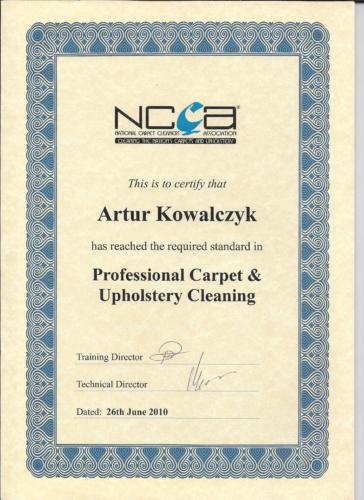 NCCA®
NATIONAL CARPET CLEANERS ASSOCIATION
CLEANING THE NATION'S CARPETS AND UPHOLSTERY
This is to certify that
Artur Kowalczyk
has reached the required standard in
Professional Carpet &
Upholstery Cleaning
Training Director
Technical Director
Dated: 26th June 2010